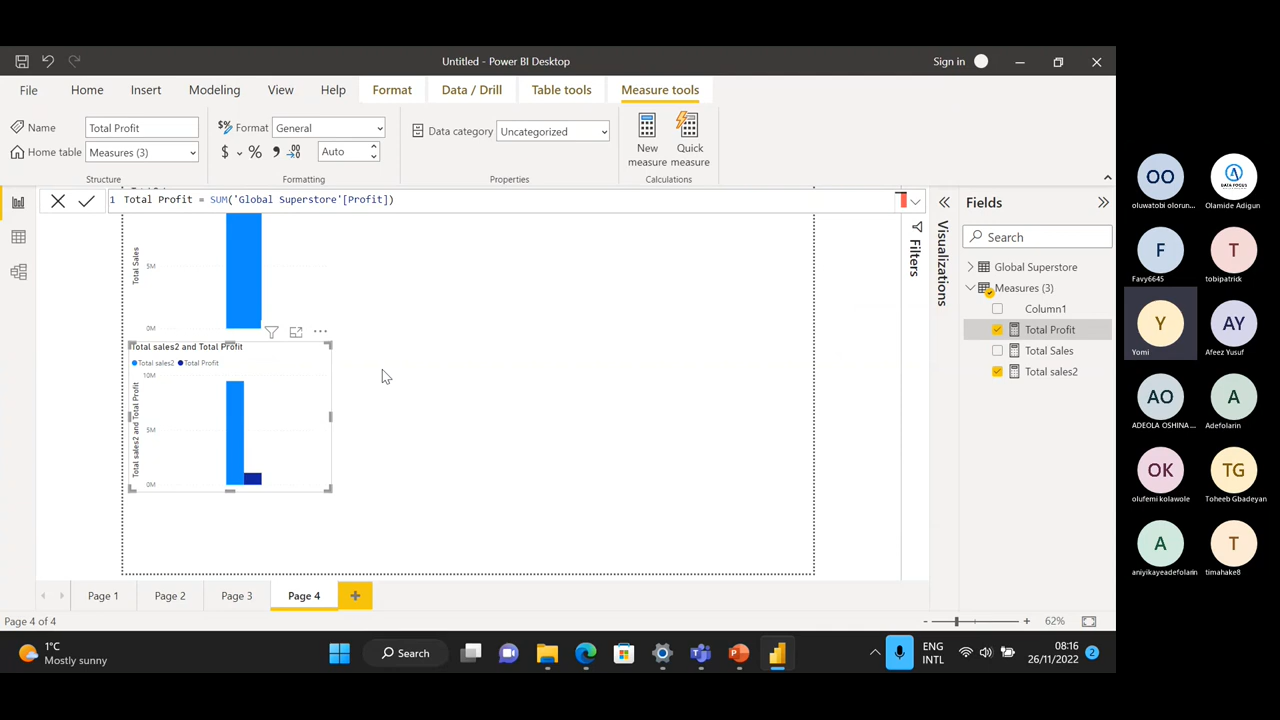 Untitled - Power BI Desktop
Sign in
File
Home
Insert
Modeling
View
Help
Format
Data / Drill
Table tools
Measure tools
Name
Total Profit
Home table
Measures (3)
Structure
Format
General
$
%
Auto
Formatting
Data category
Uncategorized
Properties
New
measure
Quick
measure
Calculations
1 Total Profit = SUM('Global Superstore'[Profit])
Total Sales
5M
0M
Total sales2 and Total Profit
Total sales2
Total Profit
Total sales2 and Total Profit
10M
5M
0M
Filters
Visualizations
Fields
Search
Global Superstore
Measures (3)
Column1
Total Profit
Total Sales
Total sales2
Page 1
Page 2
Page 3
Page 4
+
Page 4 of 4
-
+
62%
1°C
Mostly sunny
Search
ENG
INTL
08:16
26/11/2022
2
OO
oluwatobi olorun...
DATA FOCUS
Olamide Adigun
F
Favy6645
T
tobipatrick
Y
Yomi
AY
Afeez Yusuf
AO
ADEOLA OSHINA ...
A
Adefolarin
OK
olufemi kolawole
TG
Toheeb Gbadeyan
A
aniyikayeadefolarin
T
timahake8